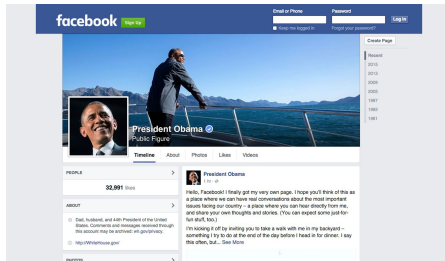 facebook
Sign Up
Email or Phone
Password
Log In
Keep me logged in
Forgot your password?
Create Page
Recent
2015
2013
2009
2005
1997
1992
1961
President Obama
Public Figure
Timeline About Photos Likes Videos
PEOPLE
32,991 likes
ABOUT
Dad, husband, and 44th President of the United
States. Comments and messages received through
this account may be archived: wh.gov/privacy.
http://WhiteHouse.gov/
PHOTOS
President Obama
1 hr
Hello, Facebook! I finally got my very own page. I hope you'll think of this as
a place where we can have real conversations about the most important
issues facing our country – a place where you can hear directly from me,
and share your own thoughts and stories. (You can expect some just-for-
fun stuff, too.)
I'm kicking it off by inviting you to take a walk with me in my backyard –
something I try to do at the end of the day before I head in for dinner. I say
this often, but... See More